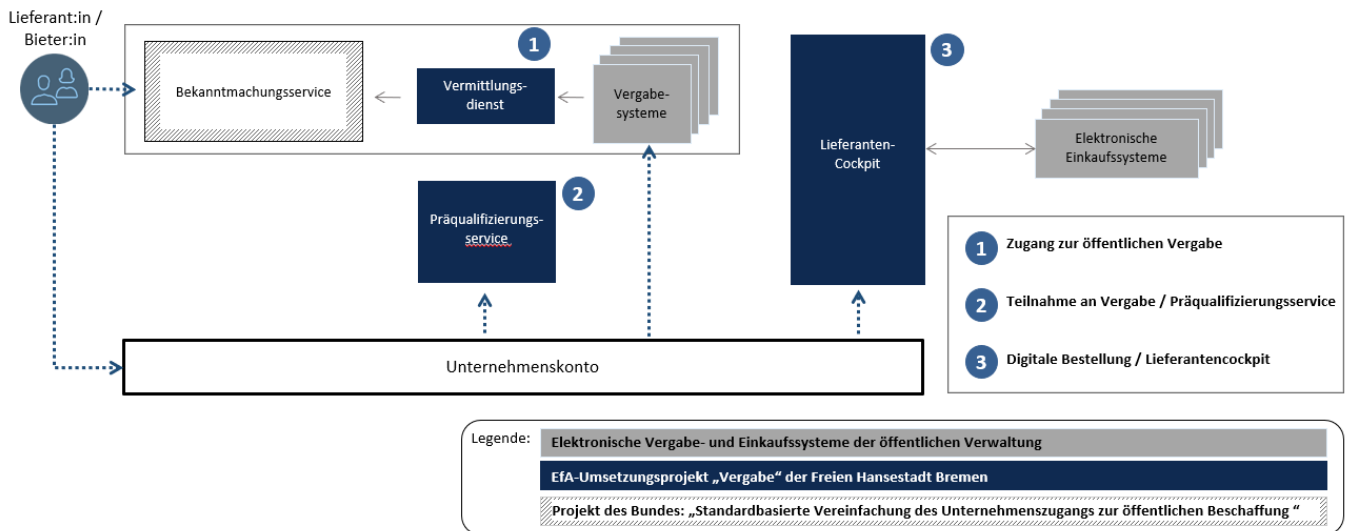 Lieferant:in /
Bieter:in
1
Bekanntmachungsservice
Vermittlungs-
dienst
Vergabe-
systeme
3
Lieferanten-
Cockpit
Elektronische
Einkaufssysteme
2
Präqualifizierungs-
service
Unternehmenskonto
1 Zugang zur öffentlichen Vergabe
2 Teilnahme an Vergabe / Präqualifizierungsservice
3 Digitale Bestellung / Lieferantencockpit
Legende:
Elektronische Vergabe- und Einkaufssysteme der öffentlichen Verwaltung
EfA-Umsetzungsprojekt „Vergabe“ der Freien Hansestadt Bremen
Projekt des Bundes: „Standardbasierte Vereinfachung des Unternehmenszugangs zur öffentlichen Beschaffung “